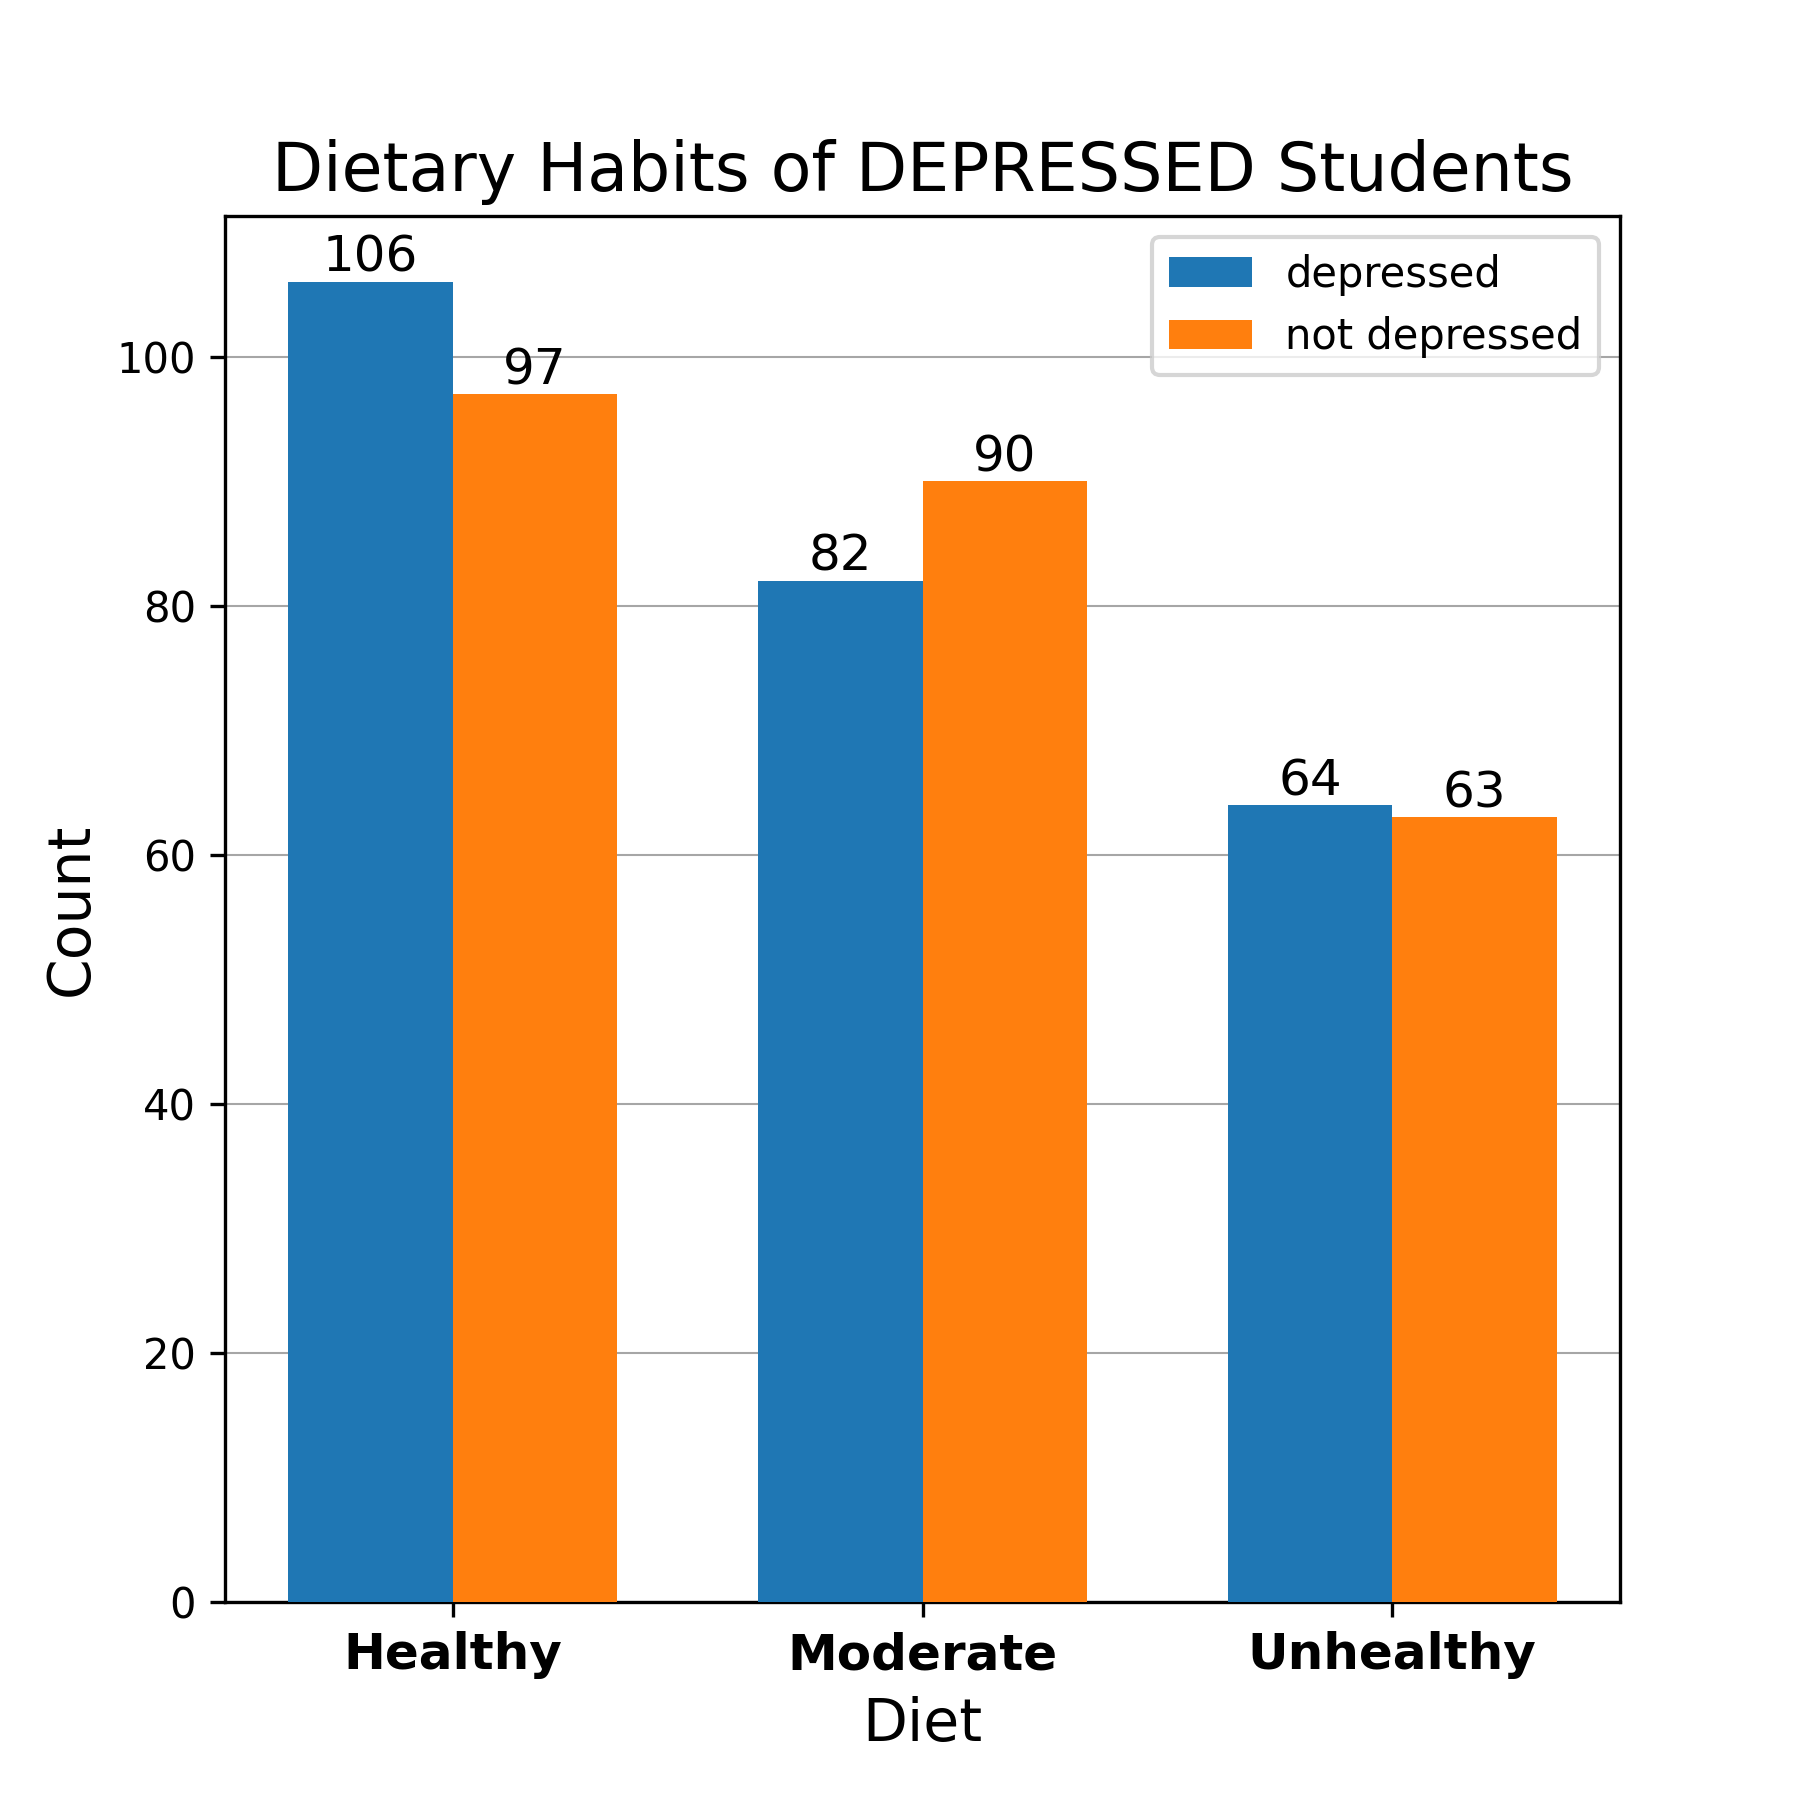 Dietary Habits of DEPRESSED Students
depressed
not depressed
106
97
82
90
64
63
100
80
60
40
20
0
Count
Healthy
Moderate
Unhealthy
Diet